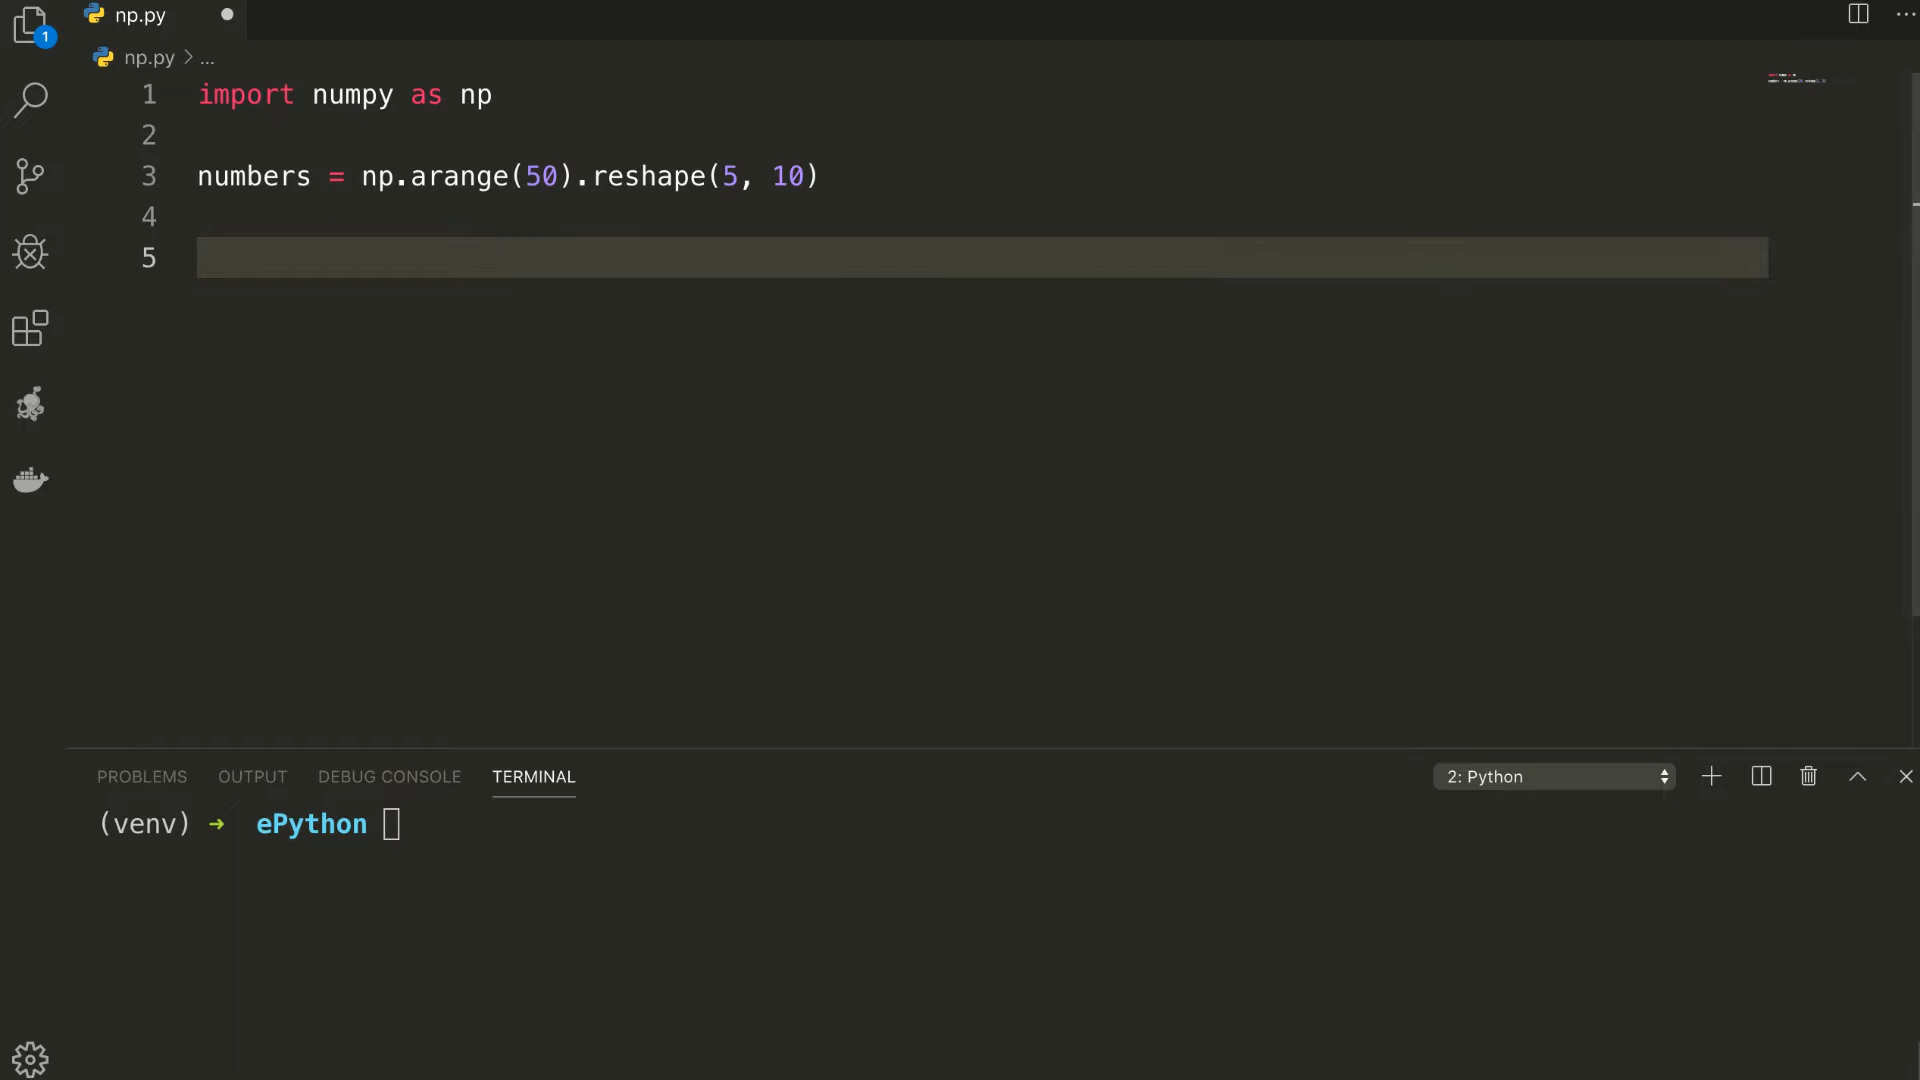 np.py
1
np.py > ...
1 import numpy as np
2
3 numbers = np.arange(50).reshape(5, 10)
4
5
PROBLEMS OUTPUT DEBUG CONSOLE TERMINAL 2: Python
(venv) ➜ ePython